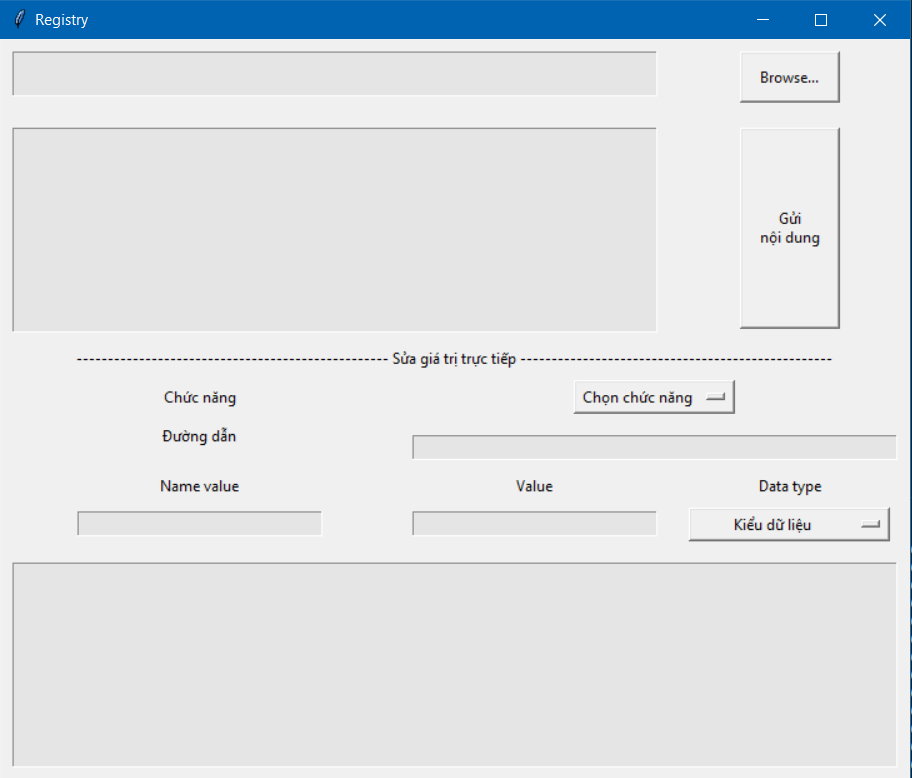 Registry
Browse...
Gửi
nội dung
-------------------------------------------------- Sửa giá trị trực tiếp --------------------------------------------------
Chức năng
Chọn chức năng
Đường dẫn
Name value
Value
Data type
Kiểu dữ liệu